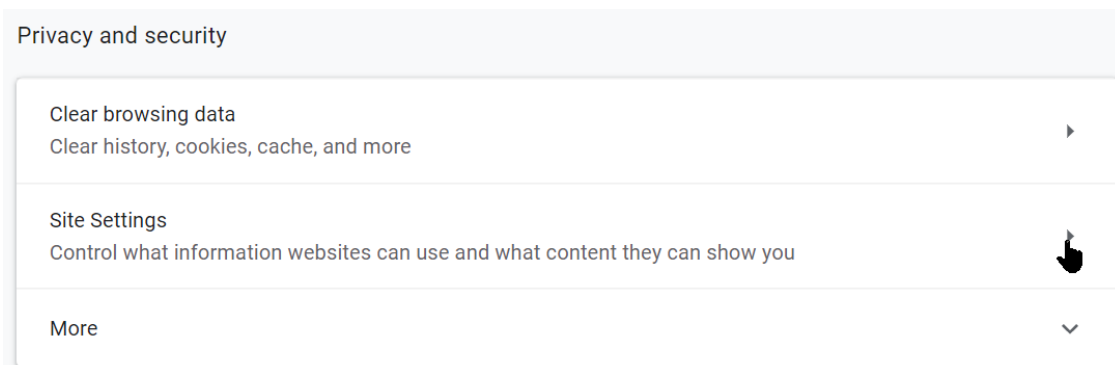 Privacy and security
Clear browsing data
Clear history, cookies, cache, and more
Site Settings
Control what information websites can use and what content they can show you
More